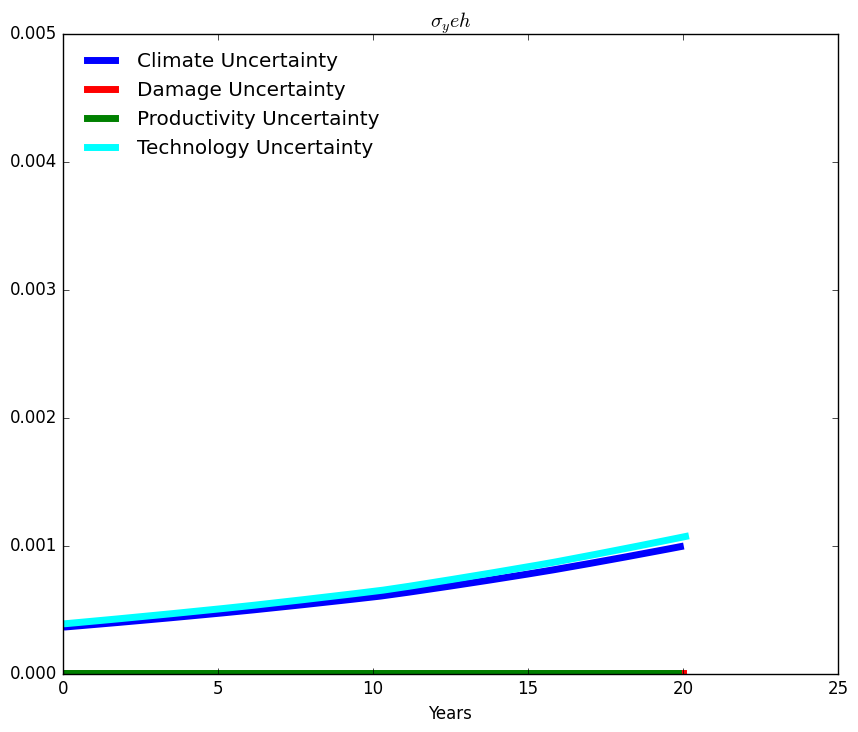 σ_yeh
0.005
Climate Uncertainty
Damage Uncertainty
Productivity Uncertainty
Technology Uncertainty
0.004
0.003
0.002
0.001
0.000
0 5 10 15 20 25
Years